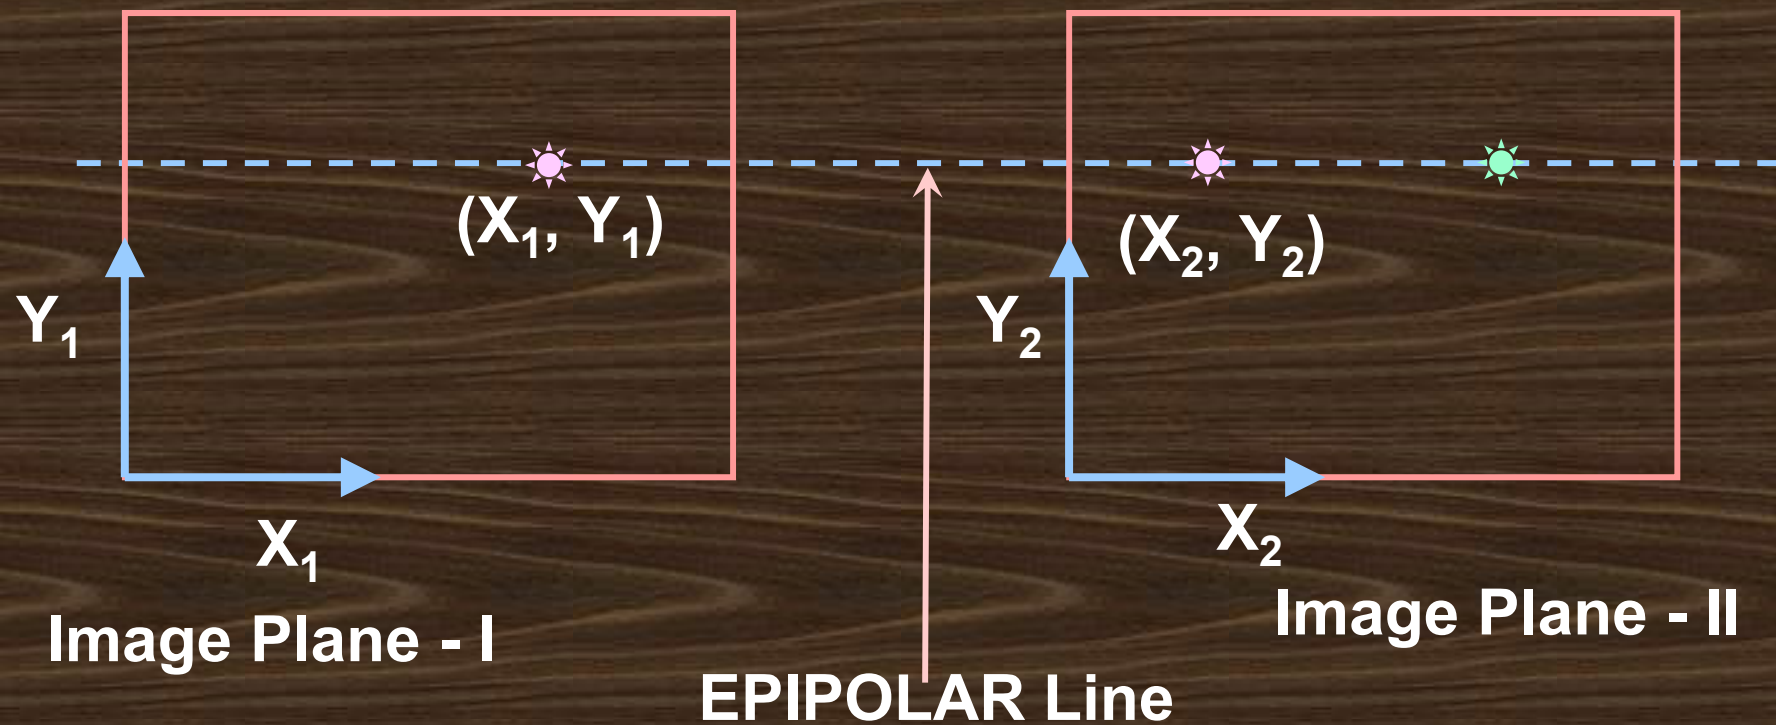 (X₁, Y₁)
(X₂, Y₂)
Y₁
Y₂
X₁
X₂
Image Plane - I
Image Plane - II
EPIPOLAR Line